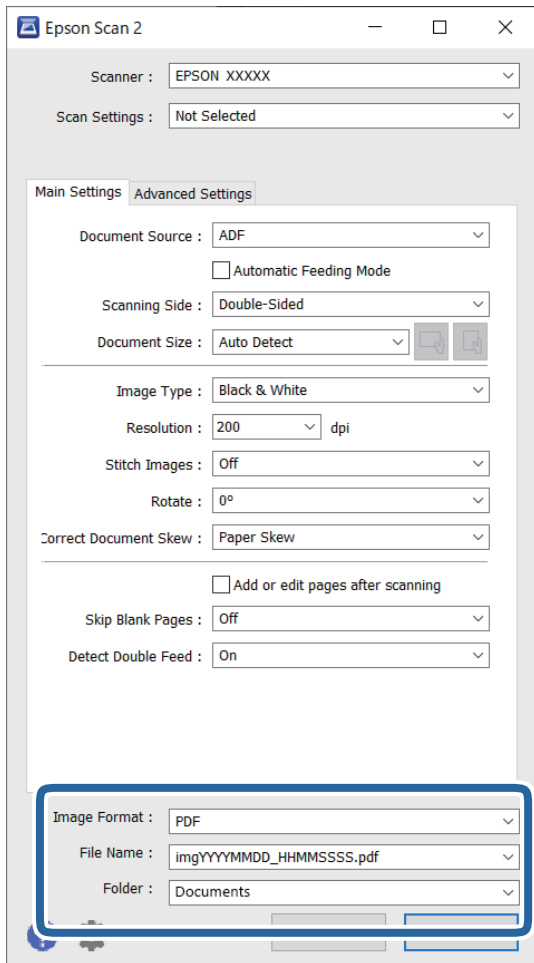 Epson Scan 2
Scanner : EPSON XXXXX
Scan Settings : Not Selected
Main Settings Advanced Settings
Document Source : ADF
Automatic Feeding Mode
Scanning Side : Double-Sided
Document Size : Auto Detect
Image Type : Black & White
Resolution : 200 dpi
Stitch Images : Off
Rotate : 0°
Correct Document Skew : Paper Skew
Add or edit pages after scanning
Skip Blank Pages : Off
Detect Double Feed : On
Image Format : PDF
File Name : imgYYYYMMDD_HHMMSSSS.pdf
Folder : Documents